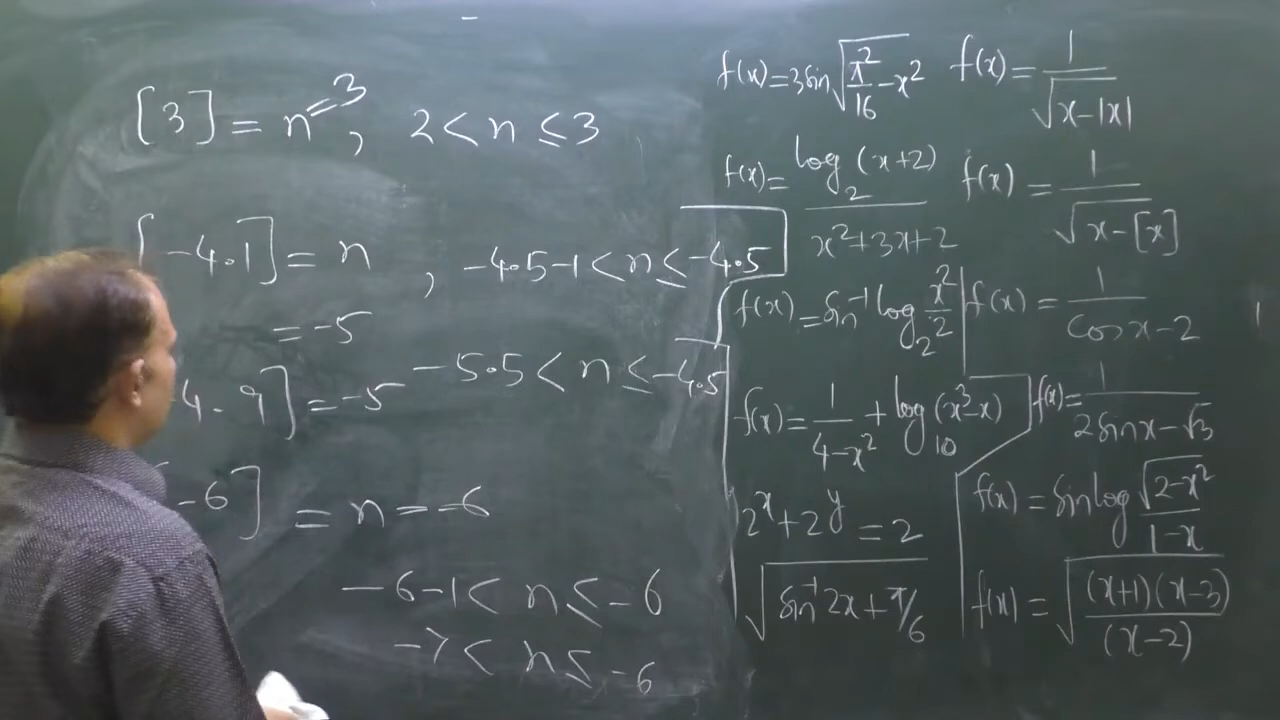 [3] = n = 3, 2 < n ≤ 3
[-4.1] = n, -4.5-1 < n ≤ -4.5
= -5
-5.5 < n ≤ -4.5
4.9] = -5
-6] = n = -6
-6-1 < n ≤ -6
-7 < n ≤ -6
f(x) = 3 sin √(π²/16 - x²)
f(x) = log₂(x+2) / (x²+3x+2)
f(x) = sin⁻¹ log₂ x²/2
f(x) = 1/(4-x²) + log₁₀(x³-x)
2ˣ + 2ʸ = 2
√(sin⁻¹ 2x + π/6)
f(x) = 1/√(x-|x|)
f(x) = 1/√(x-[x])
f(x) = 1/(cos x - 2)
f(x) = 1/(2 sin x - √3)
f(x) = sin log (√(2-x²)/(1-x))
f(x) = √((x+1)(x-3)/(x-2))